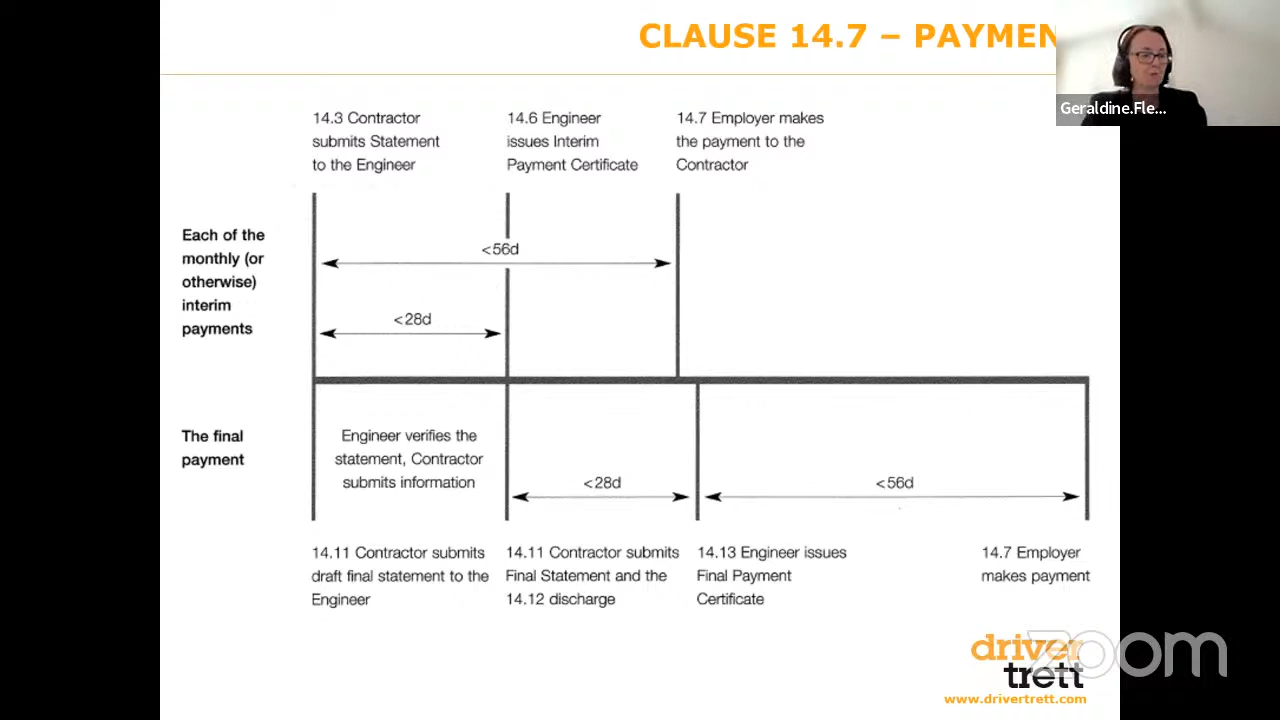 CLAUSE 14.7 – PAYMEN
Geraldine.Fle...
14.3 Contractor
submits Statement
to the Engineer
14.6 Engineer
issues Interim
Payment Certificate
14.7 Employer makes
the payment to the
Contractor
Each of the
monthly (or
otherwise)
interim
payments
<56d
<28d
The final
payment
Engineer verifies the
statement, Contractor
submits information
<28d
<56d
14.11 Contractor submits
draft final statement to the
Engineer
14.11 Contractor submits
Final Statement and the
14.12 discharge
14.13 Engineer issues
Final Payment
Certificate
14.7 Employer
makes payment
driver
trett
www.drivertrett.com
zoom